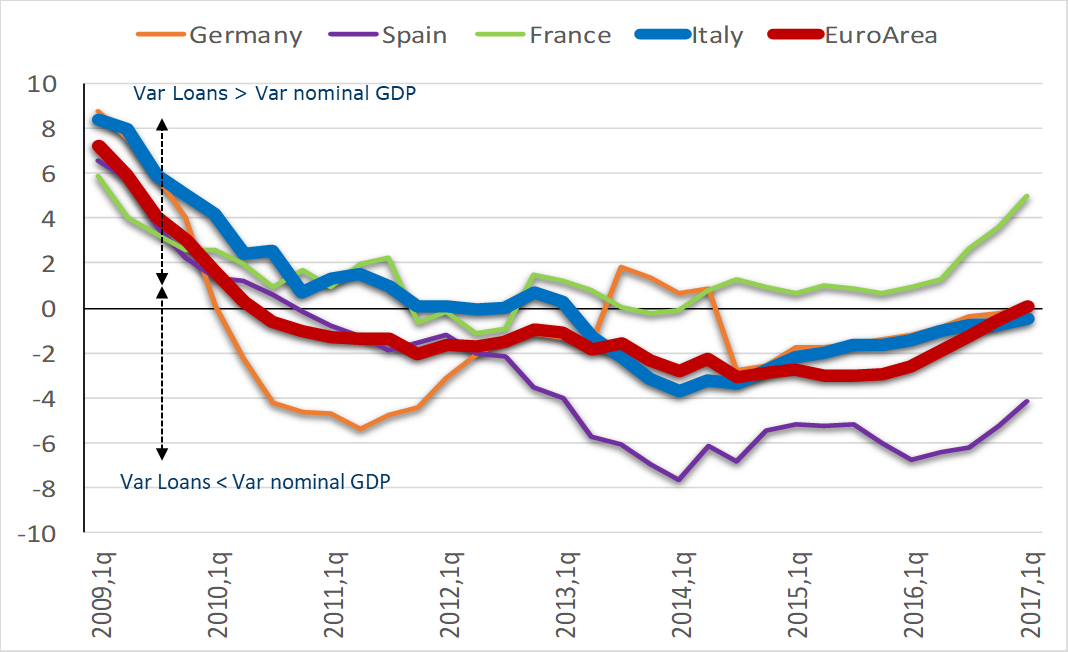 Germany Spain France Italy EuroArea
10
Var Loans > Var nominal GDP
8
6
4
2
0
-2
-4
-6
Var Loans < Var nominal GDP
-8
-10
2009,1q 2010,1q 2011,1q 2012,1q 2013,1q 2014,1q 2015,1q 2016,1q 2017,1q